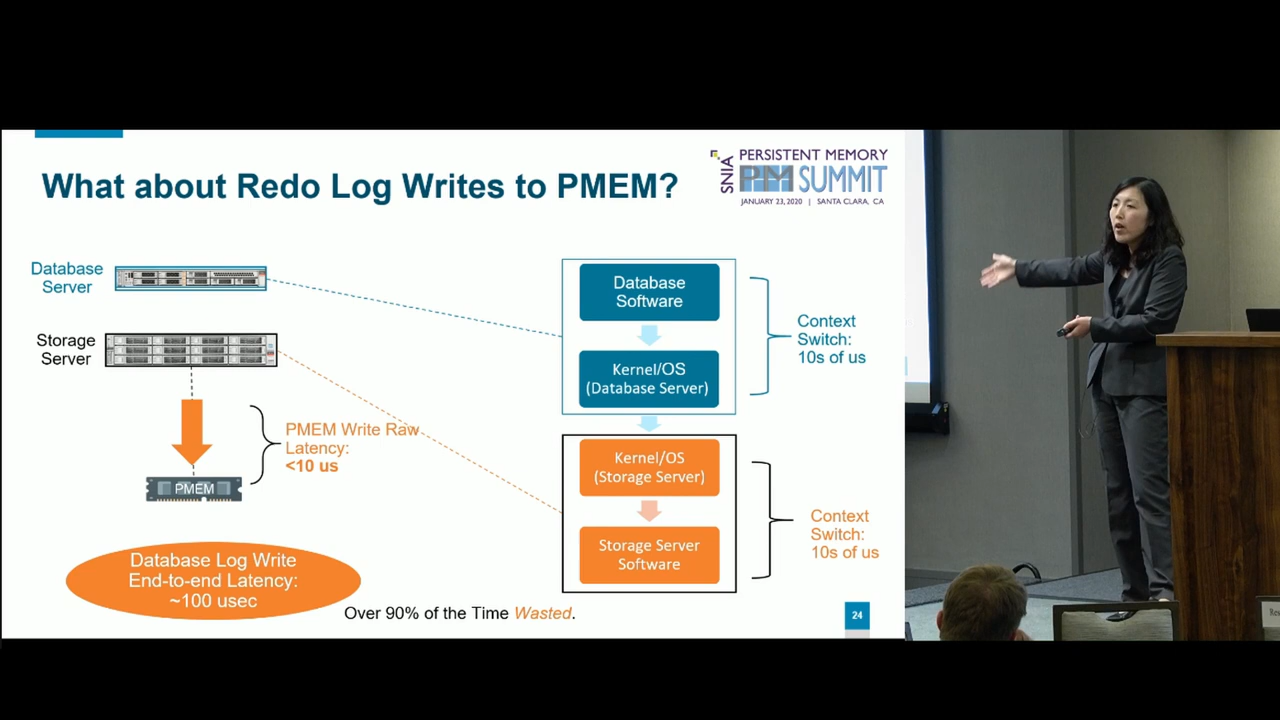 What about Redo Log Writes to PMEM?
SNIA
PERSISTENT MEMORY
PM SUMMIT
JANUARY 23, 2020 | SANTA CLARA, CA
Database
Server
Storage
Server
PMEM Write Raw
Latency:
<10 us
PMEM
Database Log Write
End-to-end Latency:
~100 usec
Database
Software
Kernel/OS
(Database Server)
Context
Switch:
10s of us
Kernel/OS
(Storage Server)
Storage Server
Software
Context
Switch:
10s of us
Over 90% of the Time Wasted.
24